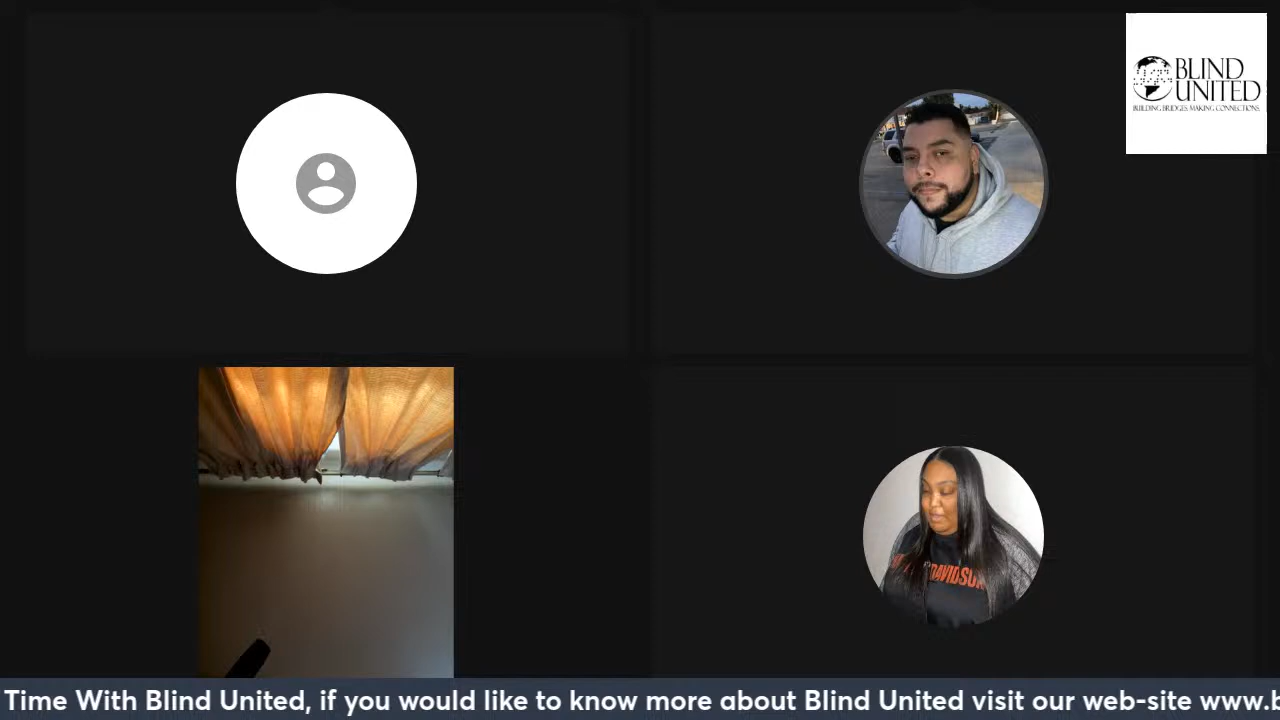 BLIND
UNITED
BUILDING BRIDGES, MAKING CONNECTIONS.
DAVIDSON
Time With Blind United, if you would like to know more about Blind United visit our web-site www.b